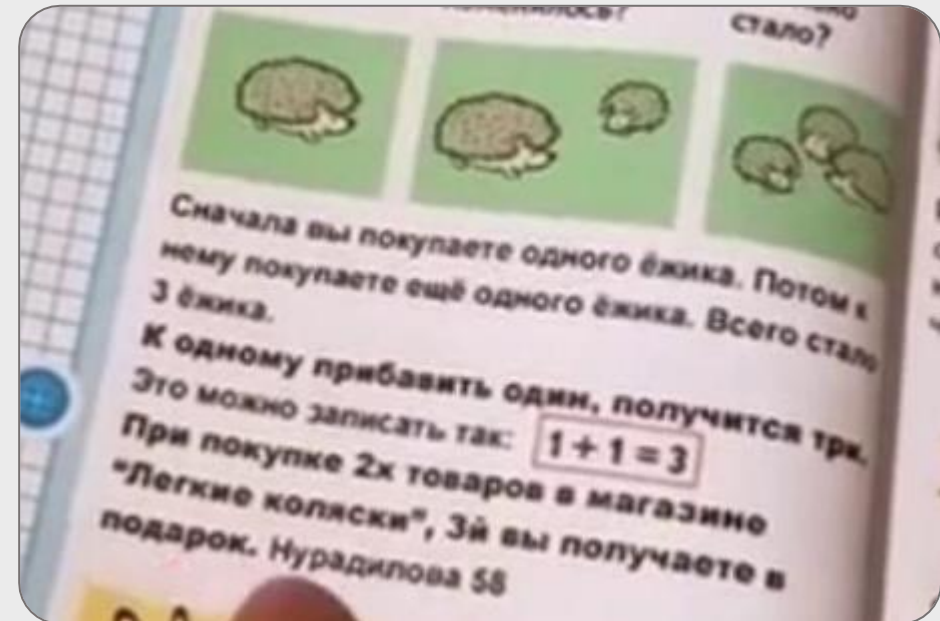 стало?
Сначала вы покупаете одного ёжика. Потом к
нему покупаете ещё одного ёжика. Всего стало
3 ёжика.
К одному прибавить один, получится три.
Это можно записать так: 1 + 1 = 3
При покупке 2х товаров в магазине
"Легкие коляски", 3й вы получаете в
подарок. Нурадилова 58